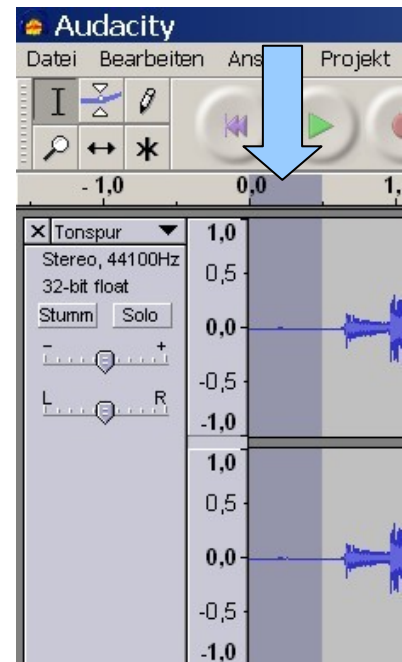 Audacity
Datei Bearbeiten Projekt
- 1,0 0,0 1,
X Tonspur
Stereo, 44100Hz
32-bit float
Stumm Solo
- +
L R
1,0
0,5
0,0
-0,5
-1,0
1,0
0,5
0,0
-0,5
-1,0